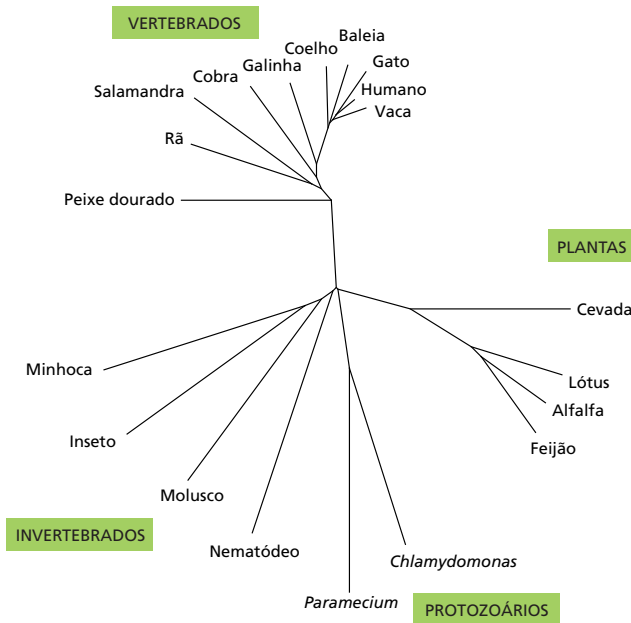 VERTEBRADOS
Baleia
Coelho
Gato
Galinha
Cobra
Humano
Salamandra
Vaca
Rã
Peixe dourado
PLANTAS
Cevada
Minhoca
Lótus
Alfalfa
Inseto
Feijão
Molusco
INVERTEBRADOS
Nematódeo
Chlamydomonas
Paramecium
PROTOZOÁRIOS